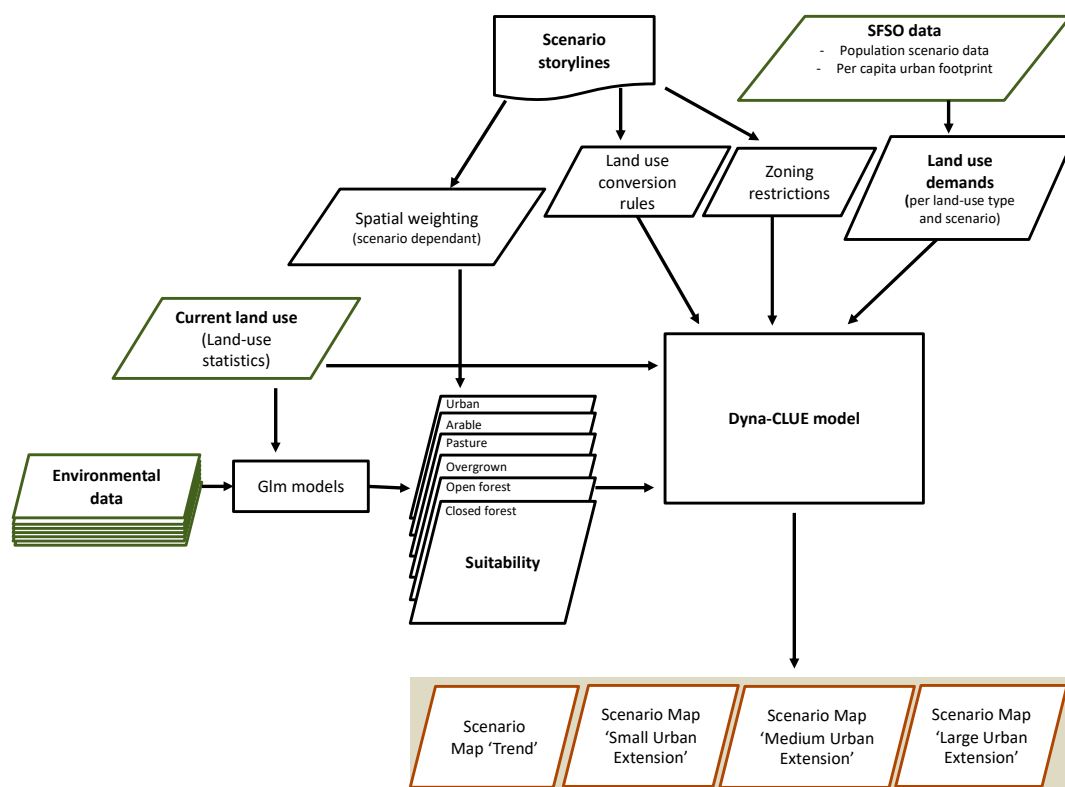 Scenario
storylines
SFSO data
- Population scenario data
- Per capita urban footprint
Land use
conversion
rules
Zoning
restrictions
Land use
demands
(per land-use type
and scenario)
Spatial weighting
(scenario dependant)
Current land use
(Land-use
statistics)
Urban
Arable
Pasture
Overgrown
Open forest
Closed forest
Suitability
Dyna-CLUE model
Environmental
data
Glm models
Scenario
Map ‘Trend’
Scenario Map
‘Small Urban
Extension’
Scenario Map
‘Medium Urban
Extension’
Scenario Map
‘Large Urban
Extension’